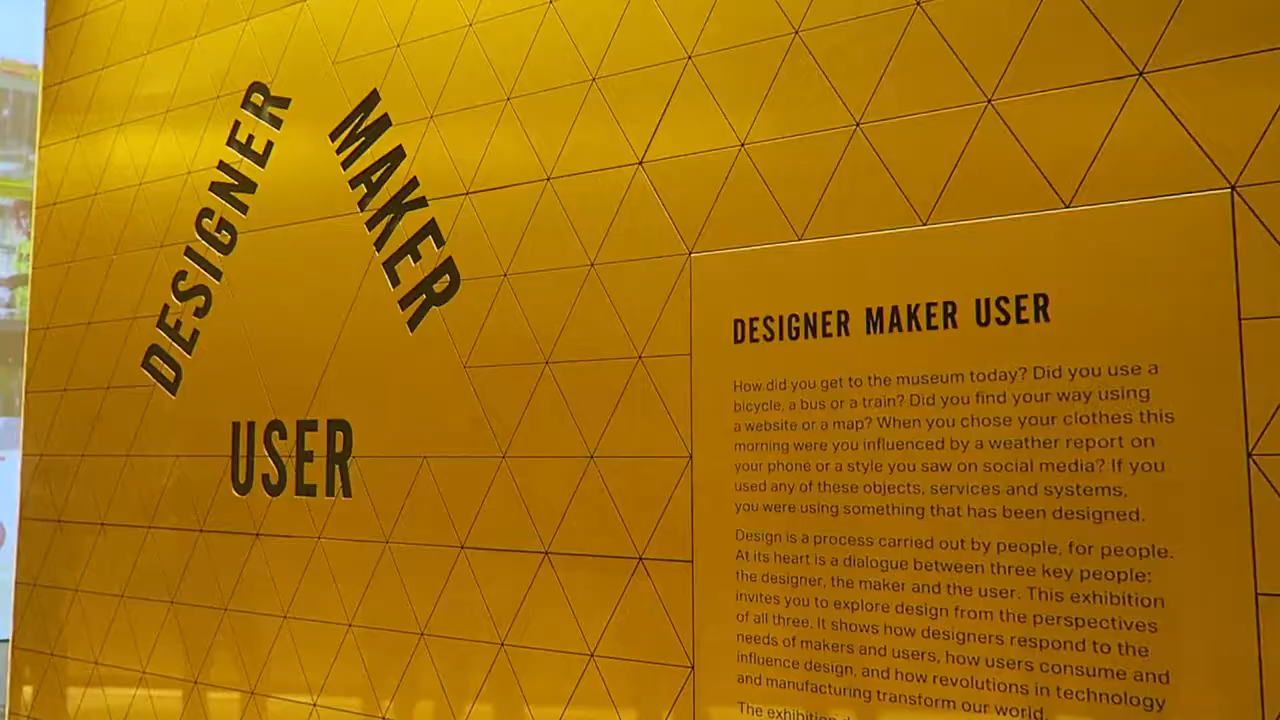 DESIGNER
MAKER
USER
DESIGNER MAKER USER
How did you get to the museum today? Did you use a
bicycle, a bus or a train? Did you find your way using
a website or a map? When you chose your clothes this
morning were you influenced by a weather report on
your phone or a style you saw on social media? If you
used any of these objects, services and systems,
you were using something that has been designed.
Design is a process carried out by people, for people.
At its heart is a dialogue between three key people:
the designer, the maker and the user. This exhibition
invites you to explore design from the perspectives
of all three. It shows how designers respond to the
needs of makers and users, how users consume and
influence design, and how revolutions in technology
and manufacturing transform our world.
The exhibition